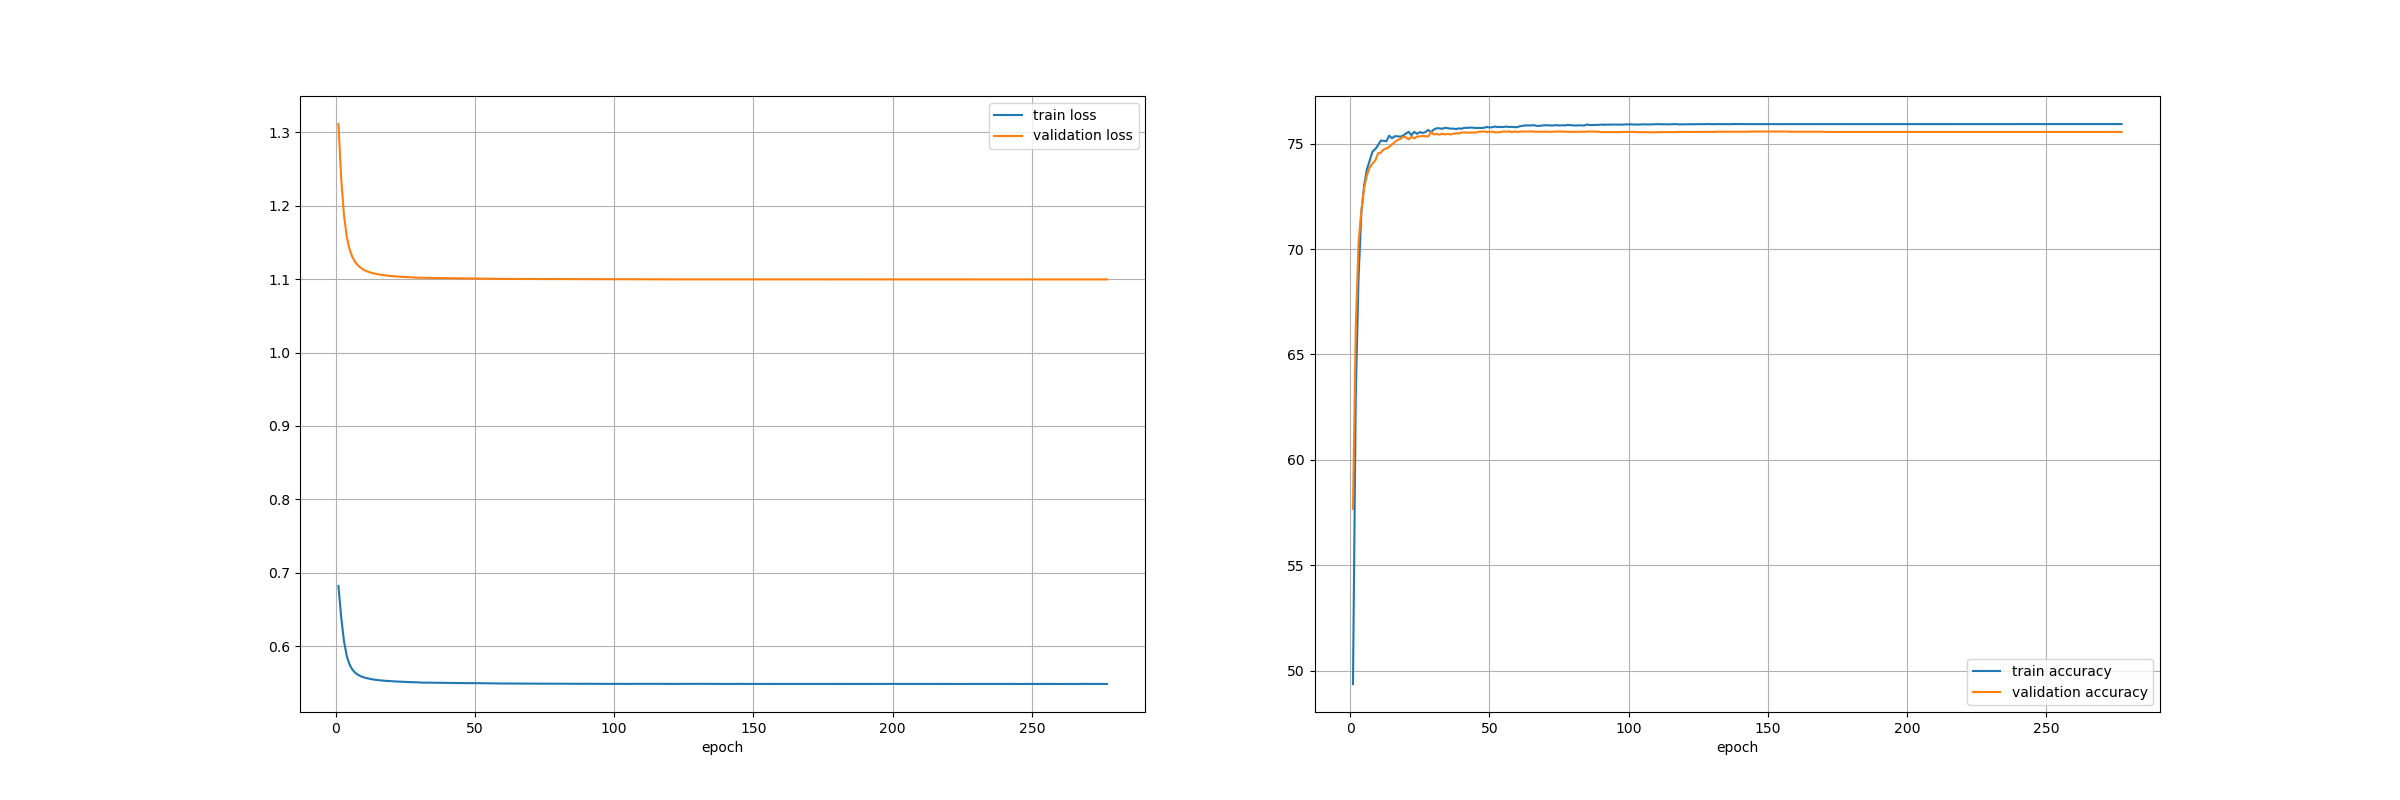 train loss
validation loss
1.3
1.2
1.1
1.0
0.9
0.8
0.7
0.6
0 50 100 150 200 250
epoch
75
70
65
60
55
50
train accuracy
validation accuracy
0 50 100 150 200 250
epoch